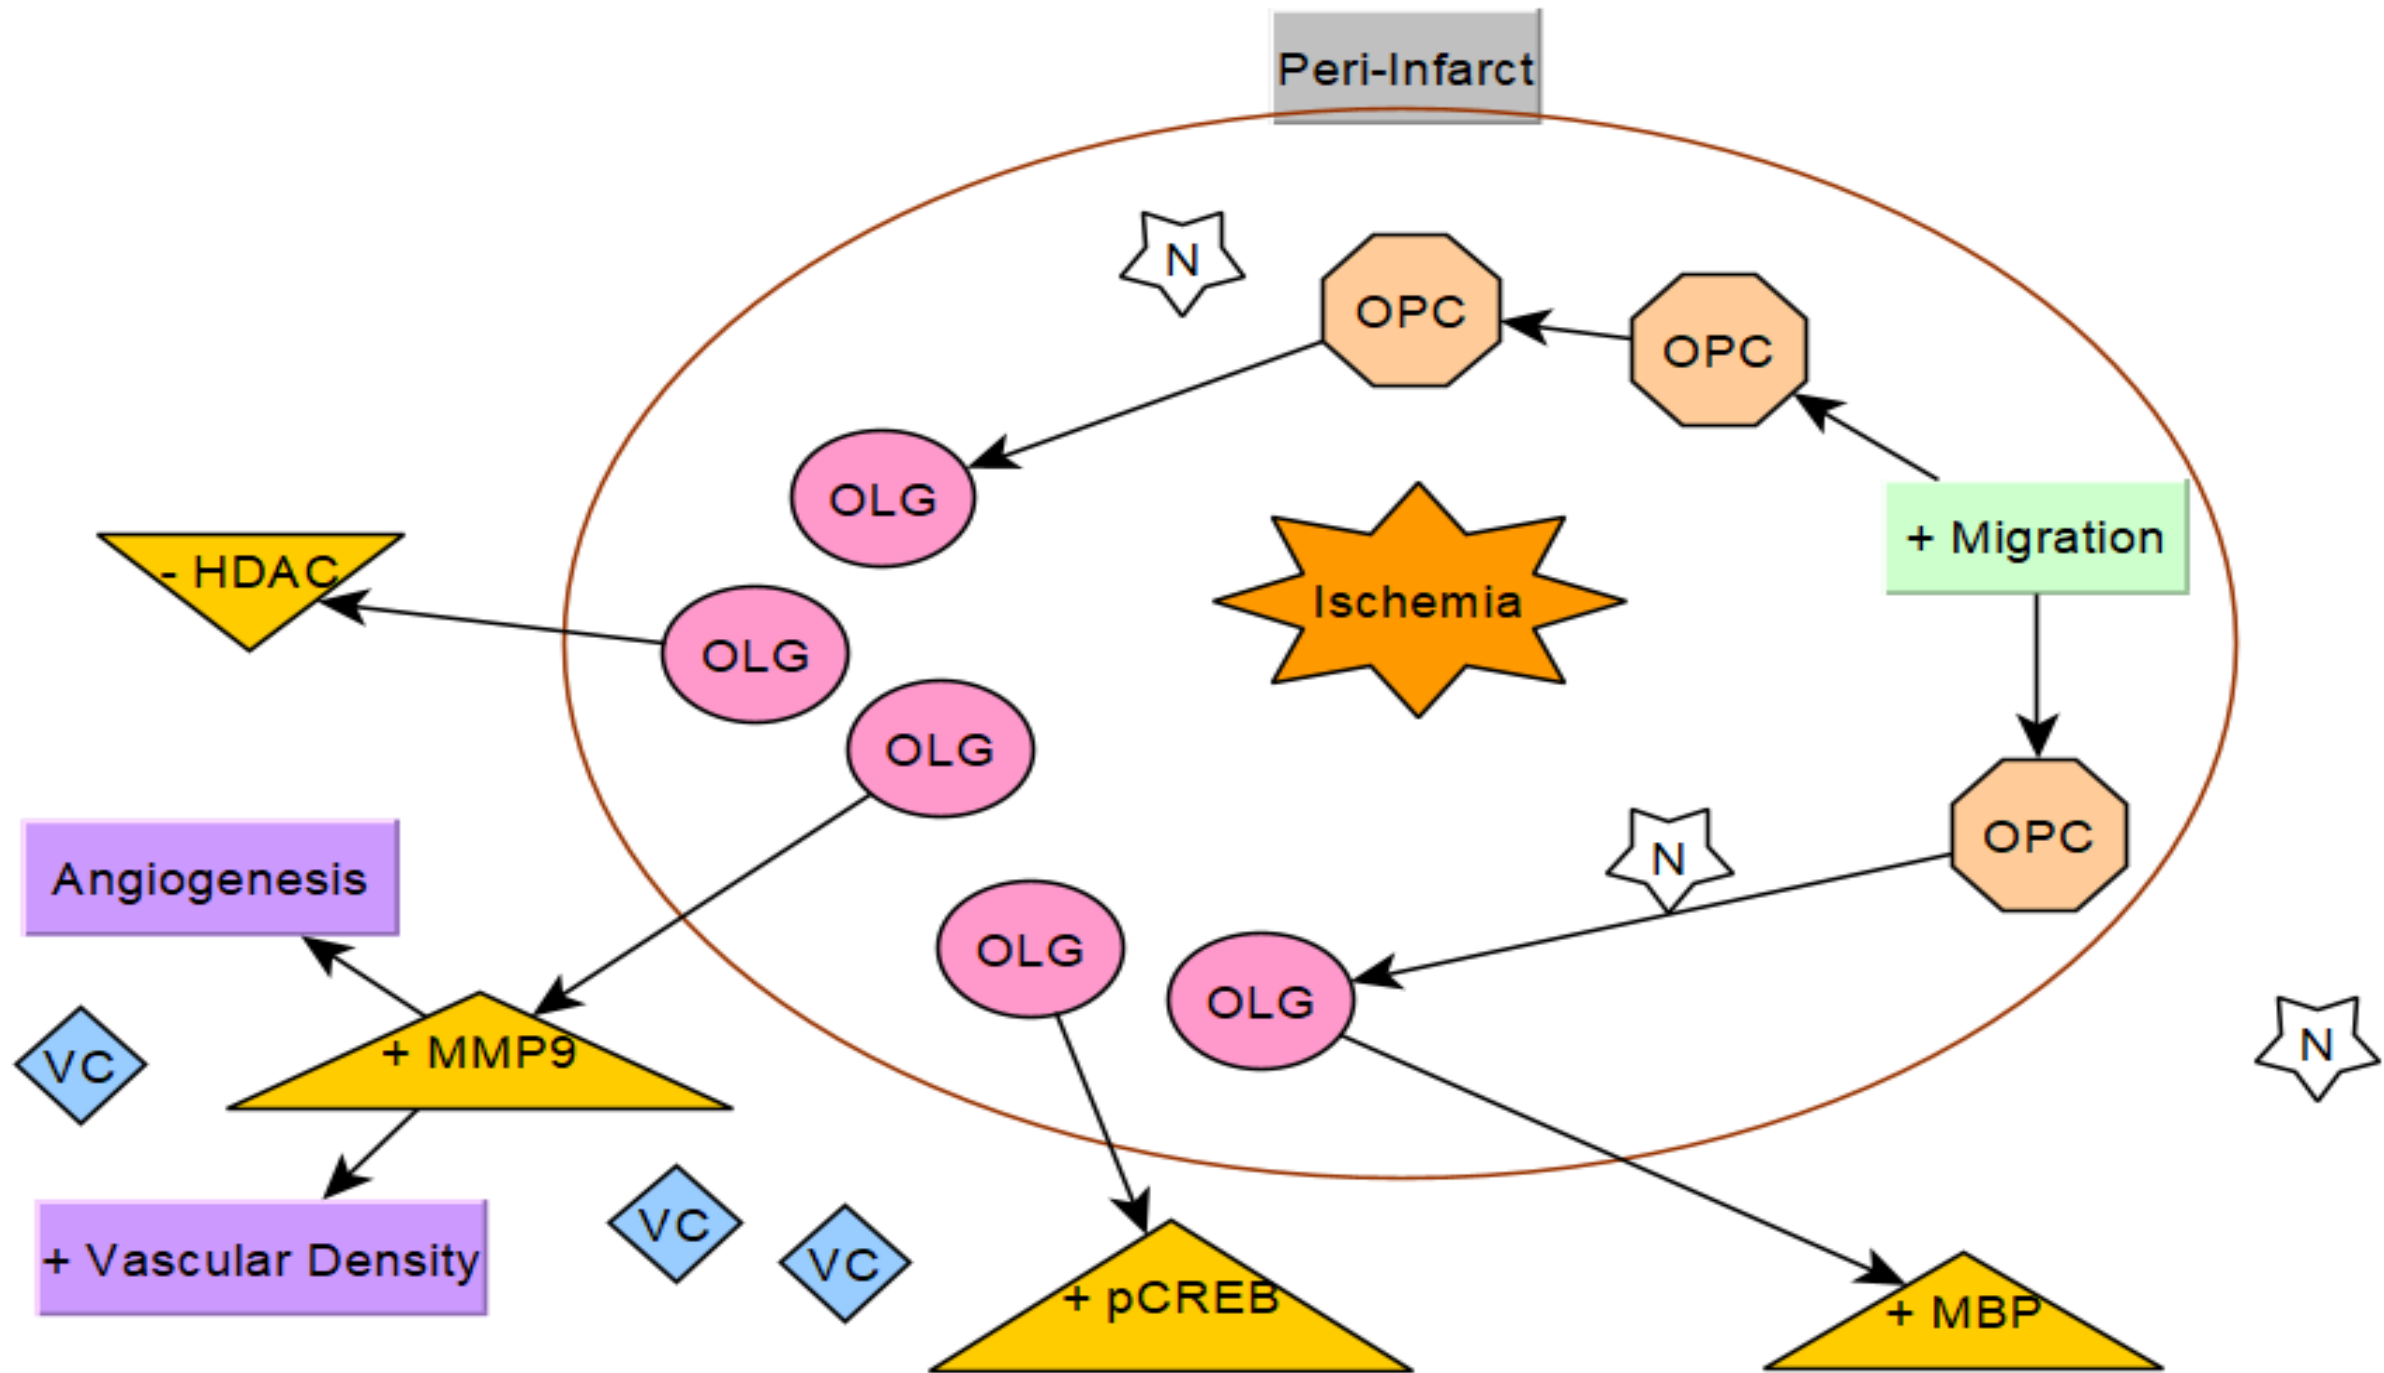 Peri-Infarct
N
OPC
OPC
OLG
+ Migration
- HDAC
Ischemia
OLG
OLG
OPC
N
Angiogenesis
OLG
OLG
N
+ MMP9
VC
VC
+ Vascular Density
VC
+ pCREB
+ MBP